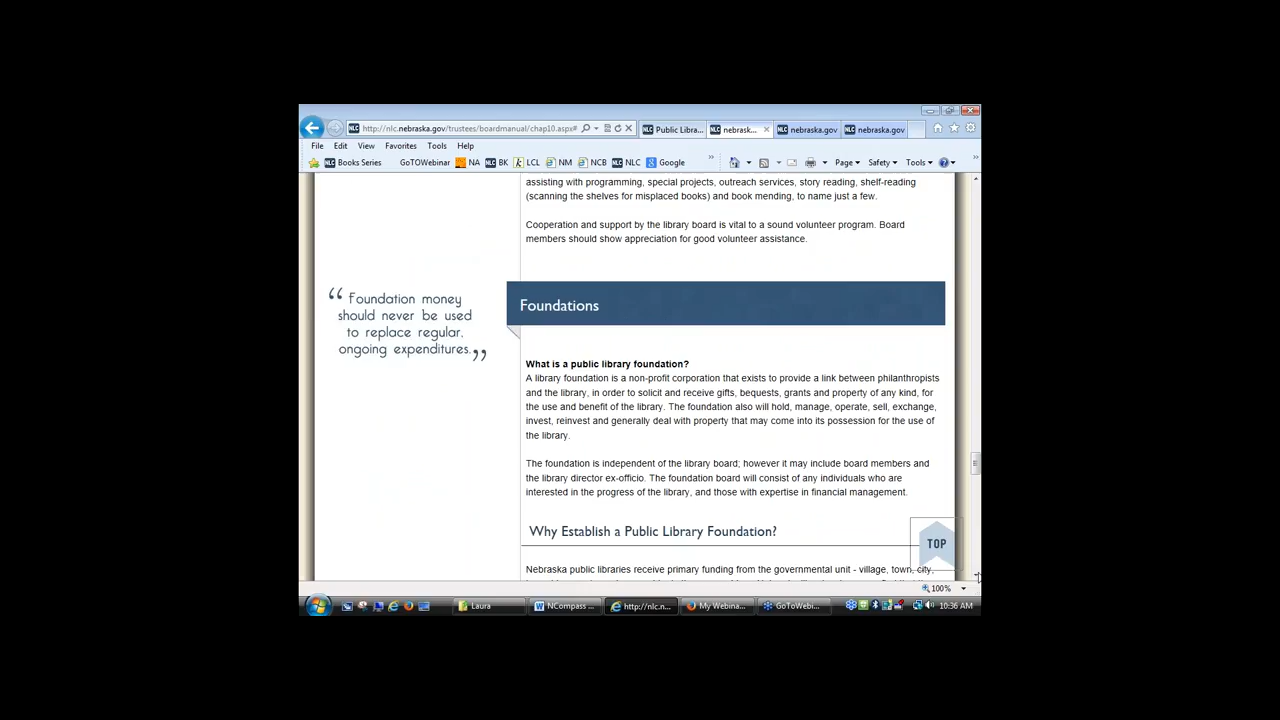 http://nlc.nebraska.gov/trustees/boardmanual/chap10.aspx#
NLC Public Libra...
NLC nebrask...
NLC nebraska.gov
NLC nebraska.gov
File Edit View Favorites Tools Help
Books Series GoTOWebinar NA BK LCL NM NCB NLC Google
Page Safety Tools
assisting with programming, special projects, outreach services, story reading, shelf-reading
(scanning the shelves for misplaced books) and book mending, to name just a few.
Cooperation and support by the library board is vital to a sound volunteer program. Board
members should show appreciation for good volunteer assistance.
“ Foundation money
should never be used
to replace regular,
ongoing expenditures. ”
Foundations
What is a public library foundation?
A library foundation is a non-profit corporation that exists to provide a link between philanthropists
and the library, in order to solicit and receive gifts, bequests, grants and property of any kind, for
the use and benefit of the library. The foundation also will hold, manage, operate, sell, exchange,
invest, reinvest and generally deal with property that may come into its possession for the use of
the library.
The foundation is independent of the library board; however it may include board members and
the library director ex-officio. The foundation board will consist of any individuals who are
interested in the progress of the library, and those with expertise in financial management.
Why Establish a Public Library Foundation?
TOP
Nebraska public libraries receive primary funding from the governmental unit - village, town, city,
100%
Laura
NCompass ...
http://nlc.n...
My Webina...
GoToWebi...
10:36 AM